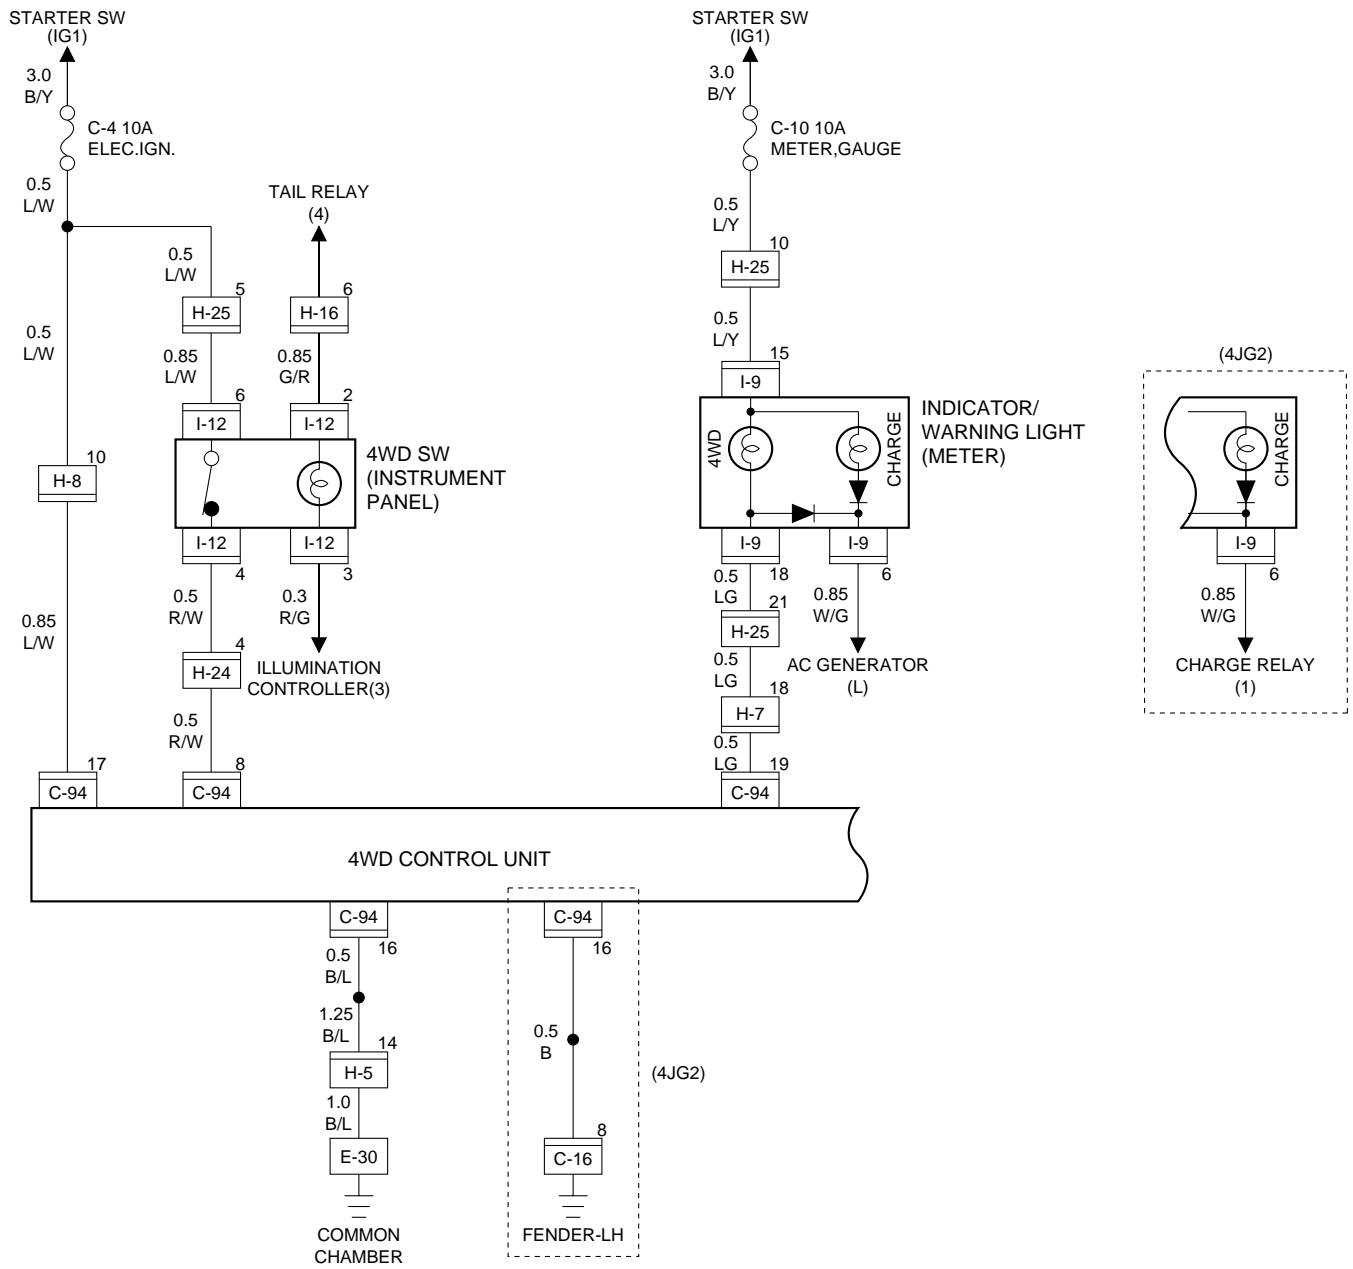 STARTER SW
(IG1)
3.0
B/Y
C-4 10A
ELEC.IGN.
0.5
L/W
0.5
L/W
TAIL RELAY
(4)
5
H-25
6
H-16
0.5
L/W
0.85
L/W
0.85
G/R
6
I-12
2
I-12
4WD SW
(INSTRUMENT
PANEL)
10
H-8
I-12
4
I-12
3
0.5
R/W
0.3
R/G
0.85
L/W
4
H-24
ILLUMINATION
CONTROLLER(3)
0.5
R/W
17
C-94
8
C-94
STARTER SW
(IG1)
3.0
B/Y
C-10 10A
METER,GAUGE
0.5
L/Y
10
H-25
0.5
L/Y
15
I-9
4WD
CHARGE
INDICATOR/
WARNING LIGHT
(METER)
I-9
18
I-9
6
0.5
LG
21
H-25
0.85
W/G
AC GENERATOR
(L)
0.5
LG
18
H-7
0.5
LG
19
C-94
(4JG2)
CHARGE
I-9
6
0.85
W/G
CHARGE RELAY
(1)
4WD CONTROL UNIT
C-94
16
0.5
B/L
1.25
B/L
14
H-5
1.0
B/L
E-30
COMMON
CHAMBER
C-94
16
0.5
B
(4JG2)
8
C-16
FENDER-LH